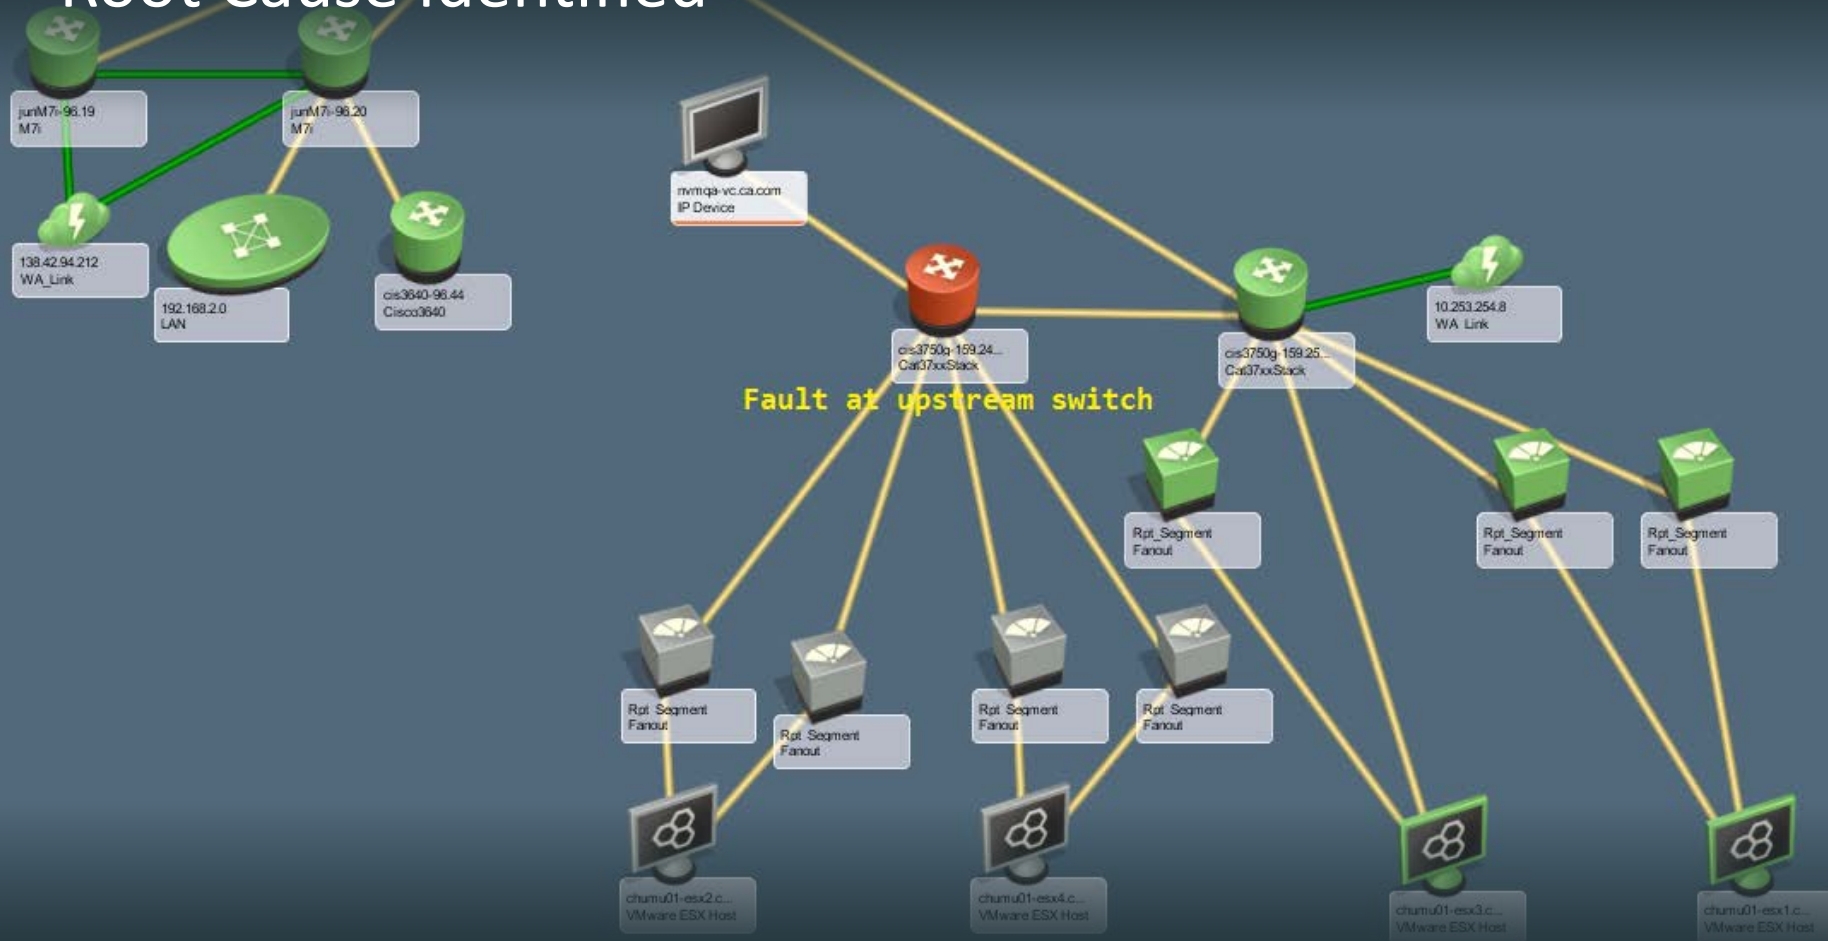 Root Cause Identified
junM7i-96.19
M7i
junM7i-96.20
M7i
nvmqa-vc.ca.com
IP Device
138.42.94.212
WA_Link
192.168.2.0
LAN
cis3640-96.44
Cisco3640
cis3750g-159.24...
Cat37xxStack
cis3750g-159.25...
Cat37xxStack
10.253.254.8
WA_Link
Fault at upstream switch
Rpt_Segment
Fanout
Rpt_Segment
Fanout
Rpt_Segment
Fanout
Rpt_Segment
Fanout
Rpt_Segment
Fanout
Rpt_Segment
Fanout
Rpt_Segment
Fanout
chumu01-esx2.c...
VMware ESX Host
chumu01-esx4.c...
VMware ESX Host
chumu01-esx3.c...
VMware ESX Host
chumu01-esx1.c...
VMware ESX Host